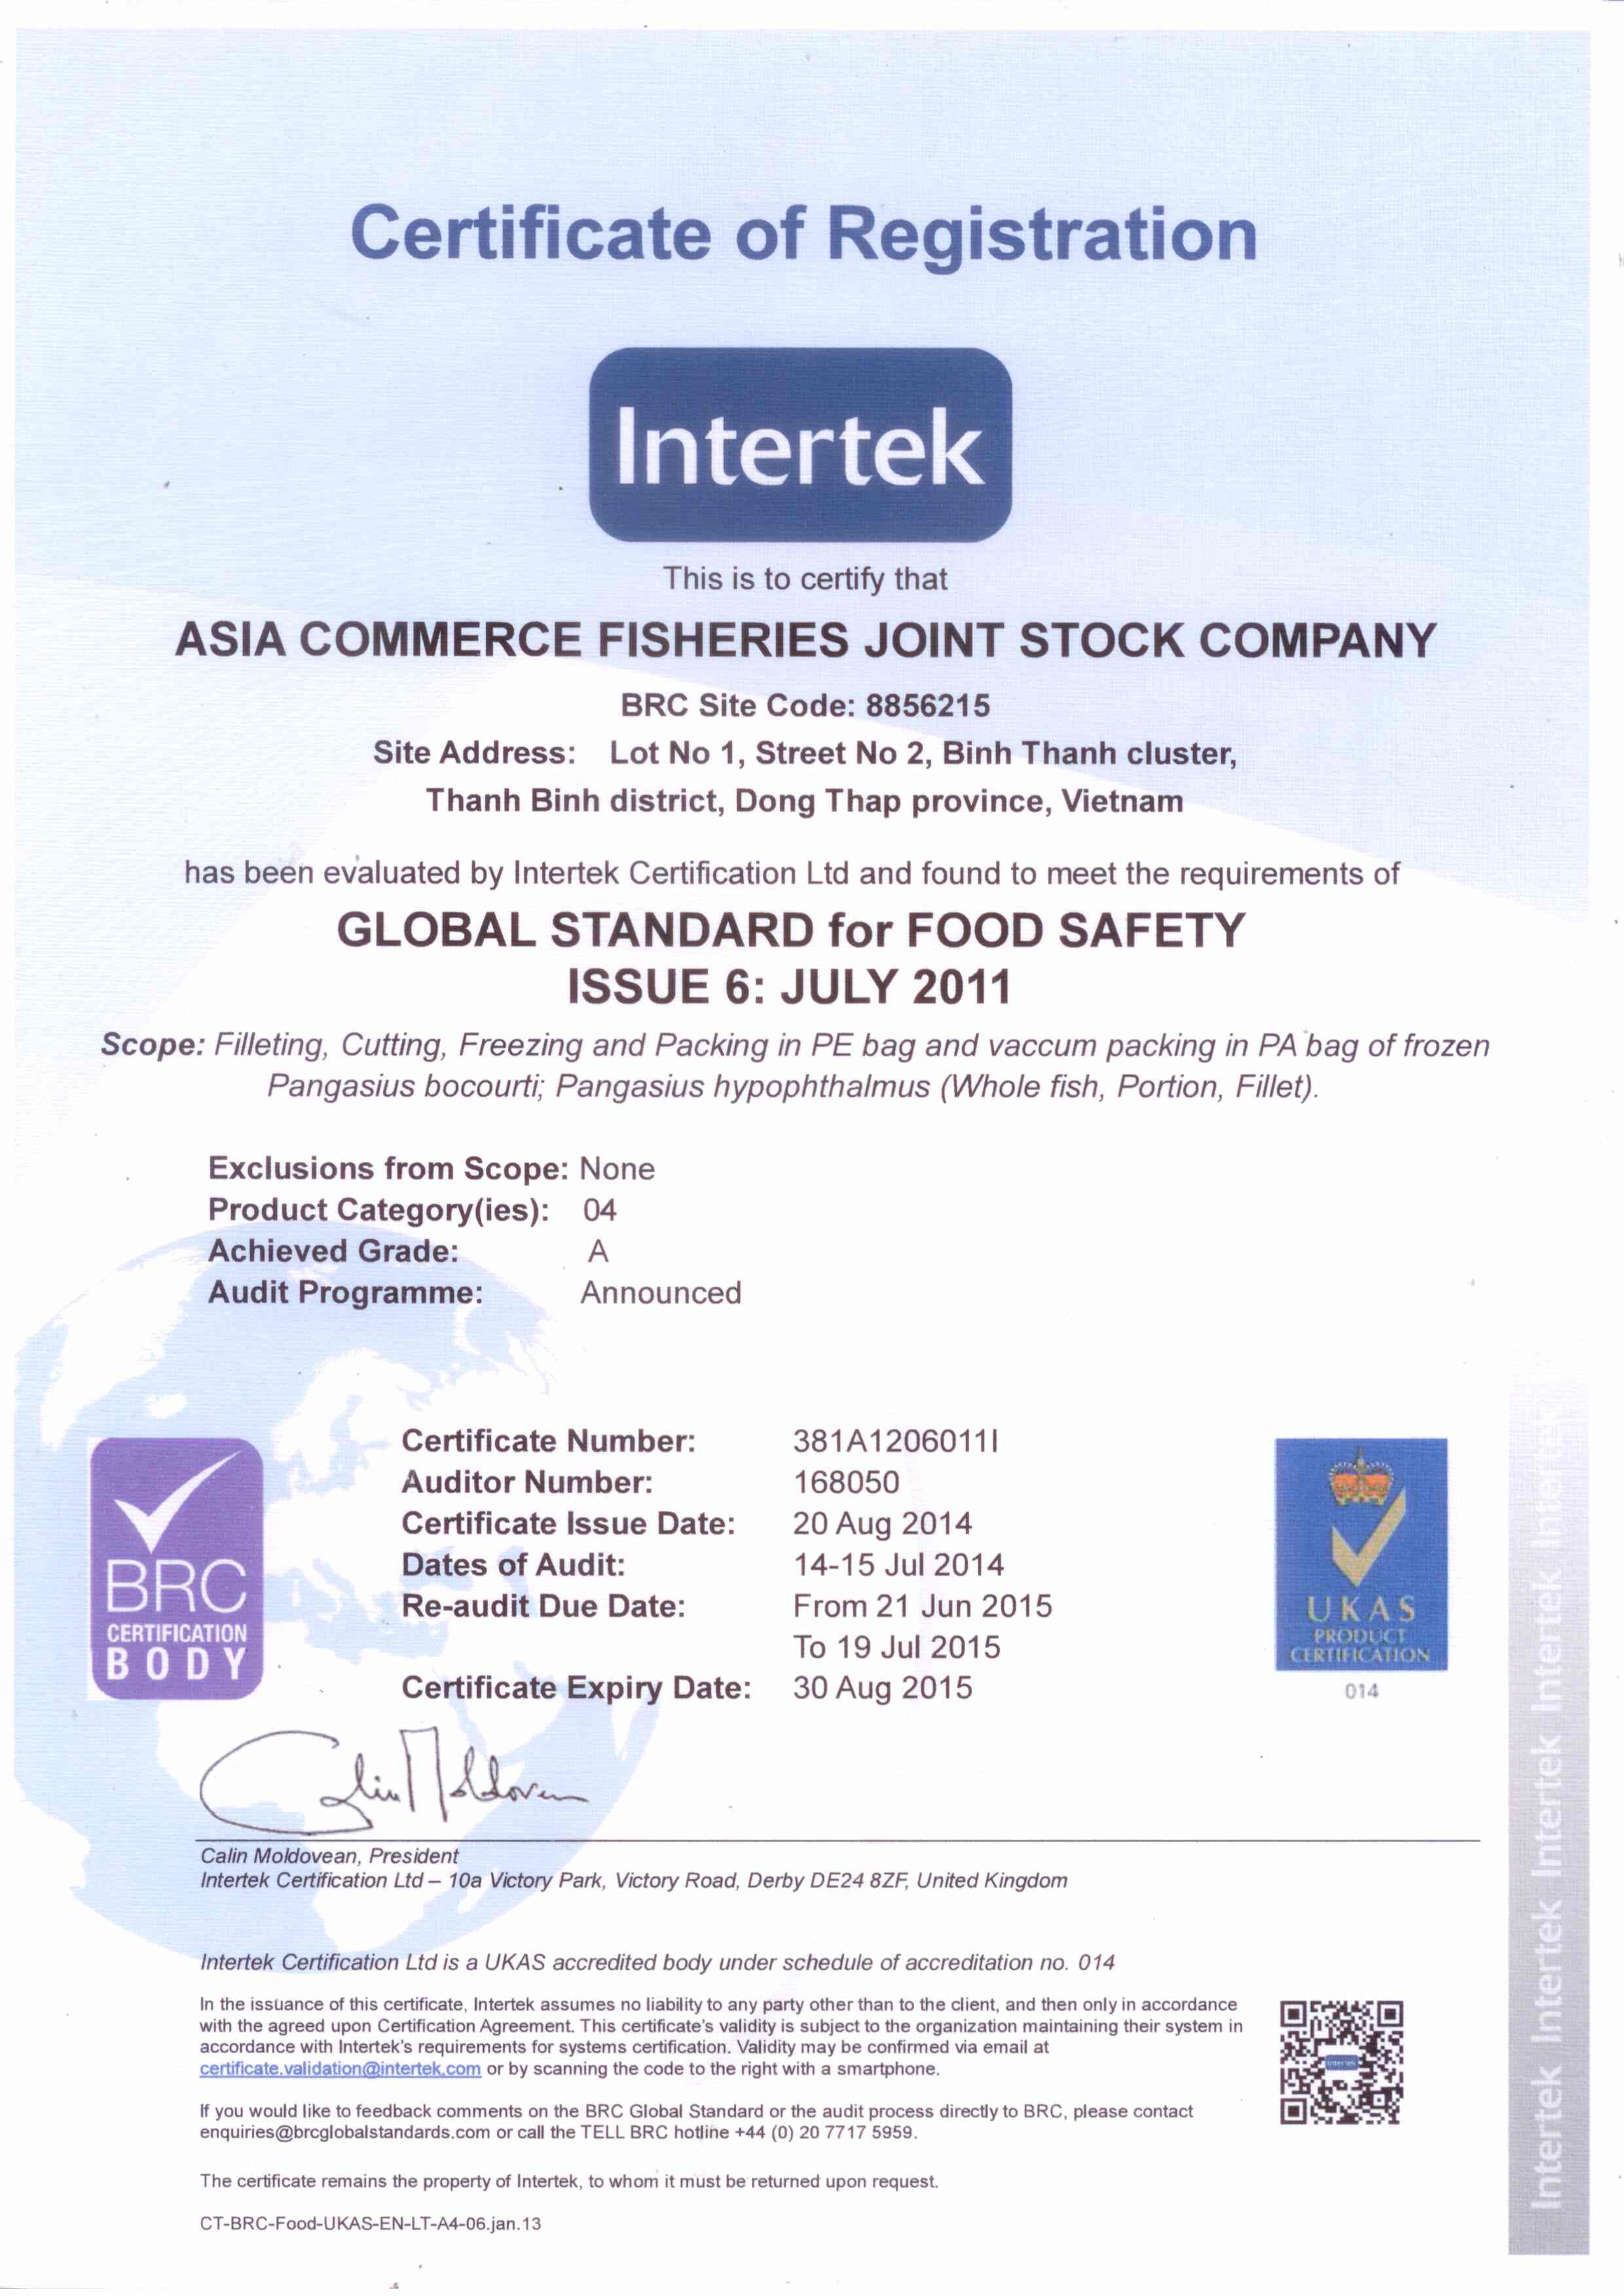 Certificate of Registration
Intertek
This is to certify that
ASIA COMMERCE FISHERIES JOINT STOCK COMPANY
BRC Site Code: 8856215
Site Address: Lot No 1, Street No 2, Binh Thanh cluster,
Thanh Binh district, Dong Thap province, Vietnam
has been evaluated by Intertek Certification Ltd and found to meet the requirements of
GLOBAL STANDARD for FOOD SAFETY
ISSUE 6: JULY 2011
Scope: Filleting, Cutting, Freezing and Packing in PE bag and vaccum packing in PA bag of frozen
Pangasius bocourti; Pangasius hypophthalmus (Whole fish, Portion, Fillet).
Exclusions from Scope: None
Product Category(ies): 04
Achieved Grade: A
Audit Programme: Announced
Certificate Number: 381A1206011I
Auditor Number: 168050
Certificate Issue Date: 20 Aug 2014
Dates of Audit: 14-15 Jul 2014
Re-audit Due Date: From 21 Jun 2015
To 19 Jul 2015
Certificate Expiry Date: 30 Aug 2015
BRC
CERTIFICATION
BODY
UKAS
PRODUCT
CERTIFICATION
014
Calin Moldovean
Calin Moldovean, President
Intertek Certification Ltd – 10a Victory Park, Victory Road, Derby DE24 8ZF, United Kingdom
Intertek Certification Ltd is a UKAS accredited body under schedule of accreditation no. 014
In the issuance of this certificate, Intertek assumes no liability to any party other than to the client, and then only in accordance
with the agreed upon Certification Agreement. This certificate's validity is subject to the organization maintaining their system in
accordance with Intertek's requirements for systems certification. Validity may be confirmed via email at
certificate.validation@intertek.com or by scanning the code to the right with a smartphone.
Intertek
If you would like to feedback comments on the BRC Global Standard or the audit process directly to BRC, please contact
enquiries@brcglobalstandards.com or call the TELL BRC hotline +44 (0) 20 7717 5959.
The certificate remains the property of Intertek, to whom it must be returned upon request.
CT-BRC-Food-UKAS-EN-LT-A4-06.jan.13
Intertek Intertek Intertek Intertek Intertek Intertek